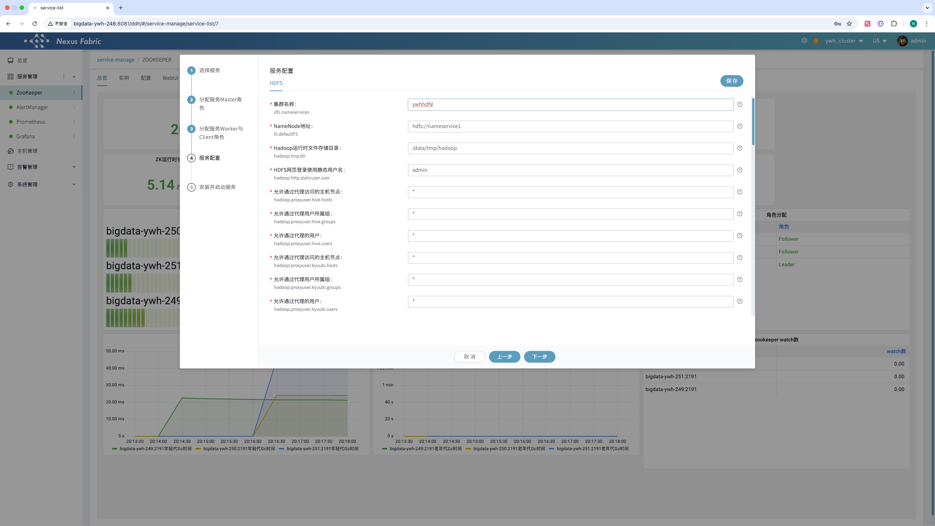 service-list
不安全
bigdata-ywh-248:8081/ddh/#/service-manage/service-list/7
Nexus Fabric
ywh_cluster
US
admin
总览
服务管理
ZooKeeper
AlertManager
Prometheus
Grafana
主机管理
告警管理
系统管理
service-manage / ZOOKEEPER
总览
实例
配置
WebUI
ZK运行时长
5.14
bigdata-ywh-250
bigdata-ywh-251
bigdata-ywh-249
1 选择服务
2 分配服务Master角色
3 分配服务Worker与Client角色
4 服务配置
5 安装并启动服务
服务配置
HDFS
保 存
* 集群名称:
dfs.nameservices
ywhhdfs
* NameNode地址:
fs.defaultFS
hdfs://nameservice1
* Hadoop运行时文件存储目录:
hadoop.tmp.dir
/data/tmp/hadoop
* HDFS网页登录使用静态用户名:
hadoop.http.staticuser.user
admin
* 允许通过代理访问的主机节点:
hadoop.proxyuser.hive.hosts
*
* 允许通过代理用户所属组:
hadoop.proxyuser.hive.groups
*
* 允许通过代理的用户:
hadoop.proxyuser.hive.users
*
* 允许通过代理访问的主机节点:
hadoop.proxyuser.kyuubi.hosts
*
* 允许通过代理用户所属组:
hadoop.proxyuser.kyuubi.groups
*
* 允许通过代理的用户:
hadoop.proxyuser.kyuubi.users
*
取 消
上一步
下一步
角色分配
角色
Follower
Follower
Leader
50.00 ms
40.00 ms
30.00 ms
20.00 ms
10.00 ms
0 s
20:13:30 20:14:00 20:14:30 20:15:00 20:15:30 20:16:00 20:16:30 20:17:00 20:17:30 20:18:00
bigdata-ywh-249:2191年轻代Gc时间
bigdata-ywh-250:2191年轻代Gc时间
bigdata-ywh-251:2191年轻代Gc时间
1 min
40 s
20 s
0 s
20:13:30 20:14:00 20:14:30 20:15:00 20:15:30 20:16:00 20:16:30 20:17:00 20:17:30 20:18:00
bigdata-ywh-249:2191老年代Gc时间
bigdata-ywh-250:2191老年代Gc时间
bigdata-ywh-251:2191老年代Gc时间
zookeeper watch数
watch数
0.00
bigdata-ywh-251:2191
0.00
bigdata-ywh-249:2191
0.00